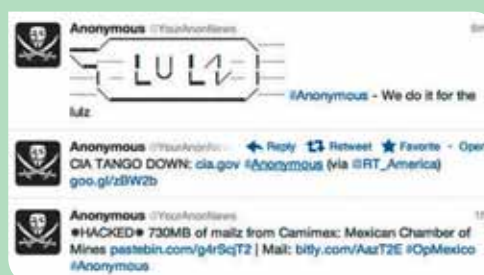 Anonymous @YourAnonNews
LULZ
#Anonymous - We do it for the
lulz
Anonymous Reply Retweet Favorite · Open
CIA TANGO DOWN: cia.gov #Anonymous (via @RT_America)
goo.gl/zBW2b
Anonymous @YourAnonNews
*HACKED* 730MB of mailz from Camimex: Mexican Chamber of
Mines pastebin.com/g4rScjT2 | Mail: bitly.com/AazT2E #OpMexico
#Anonymous